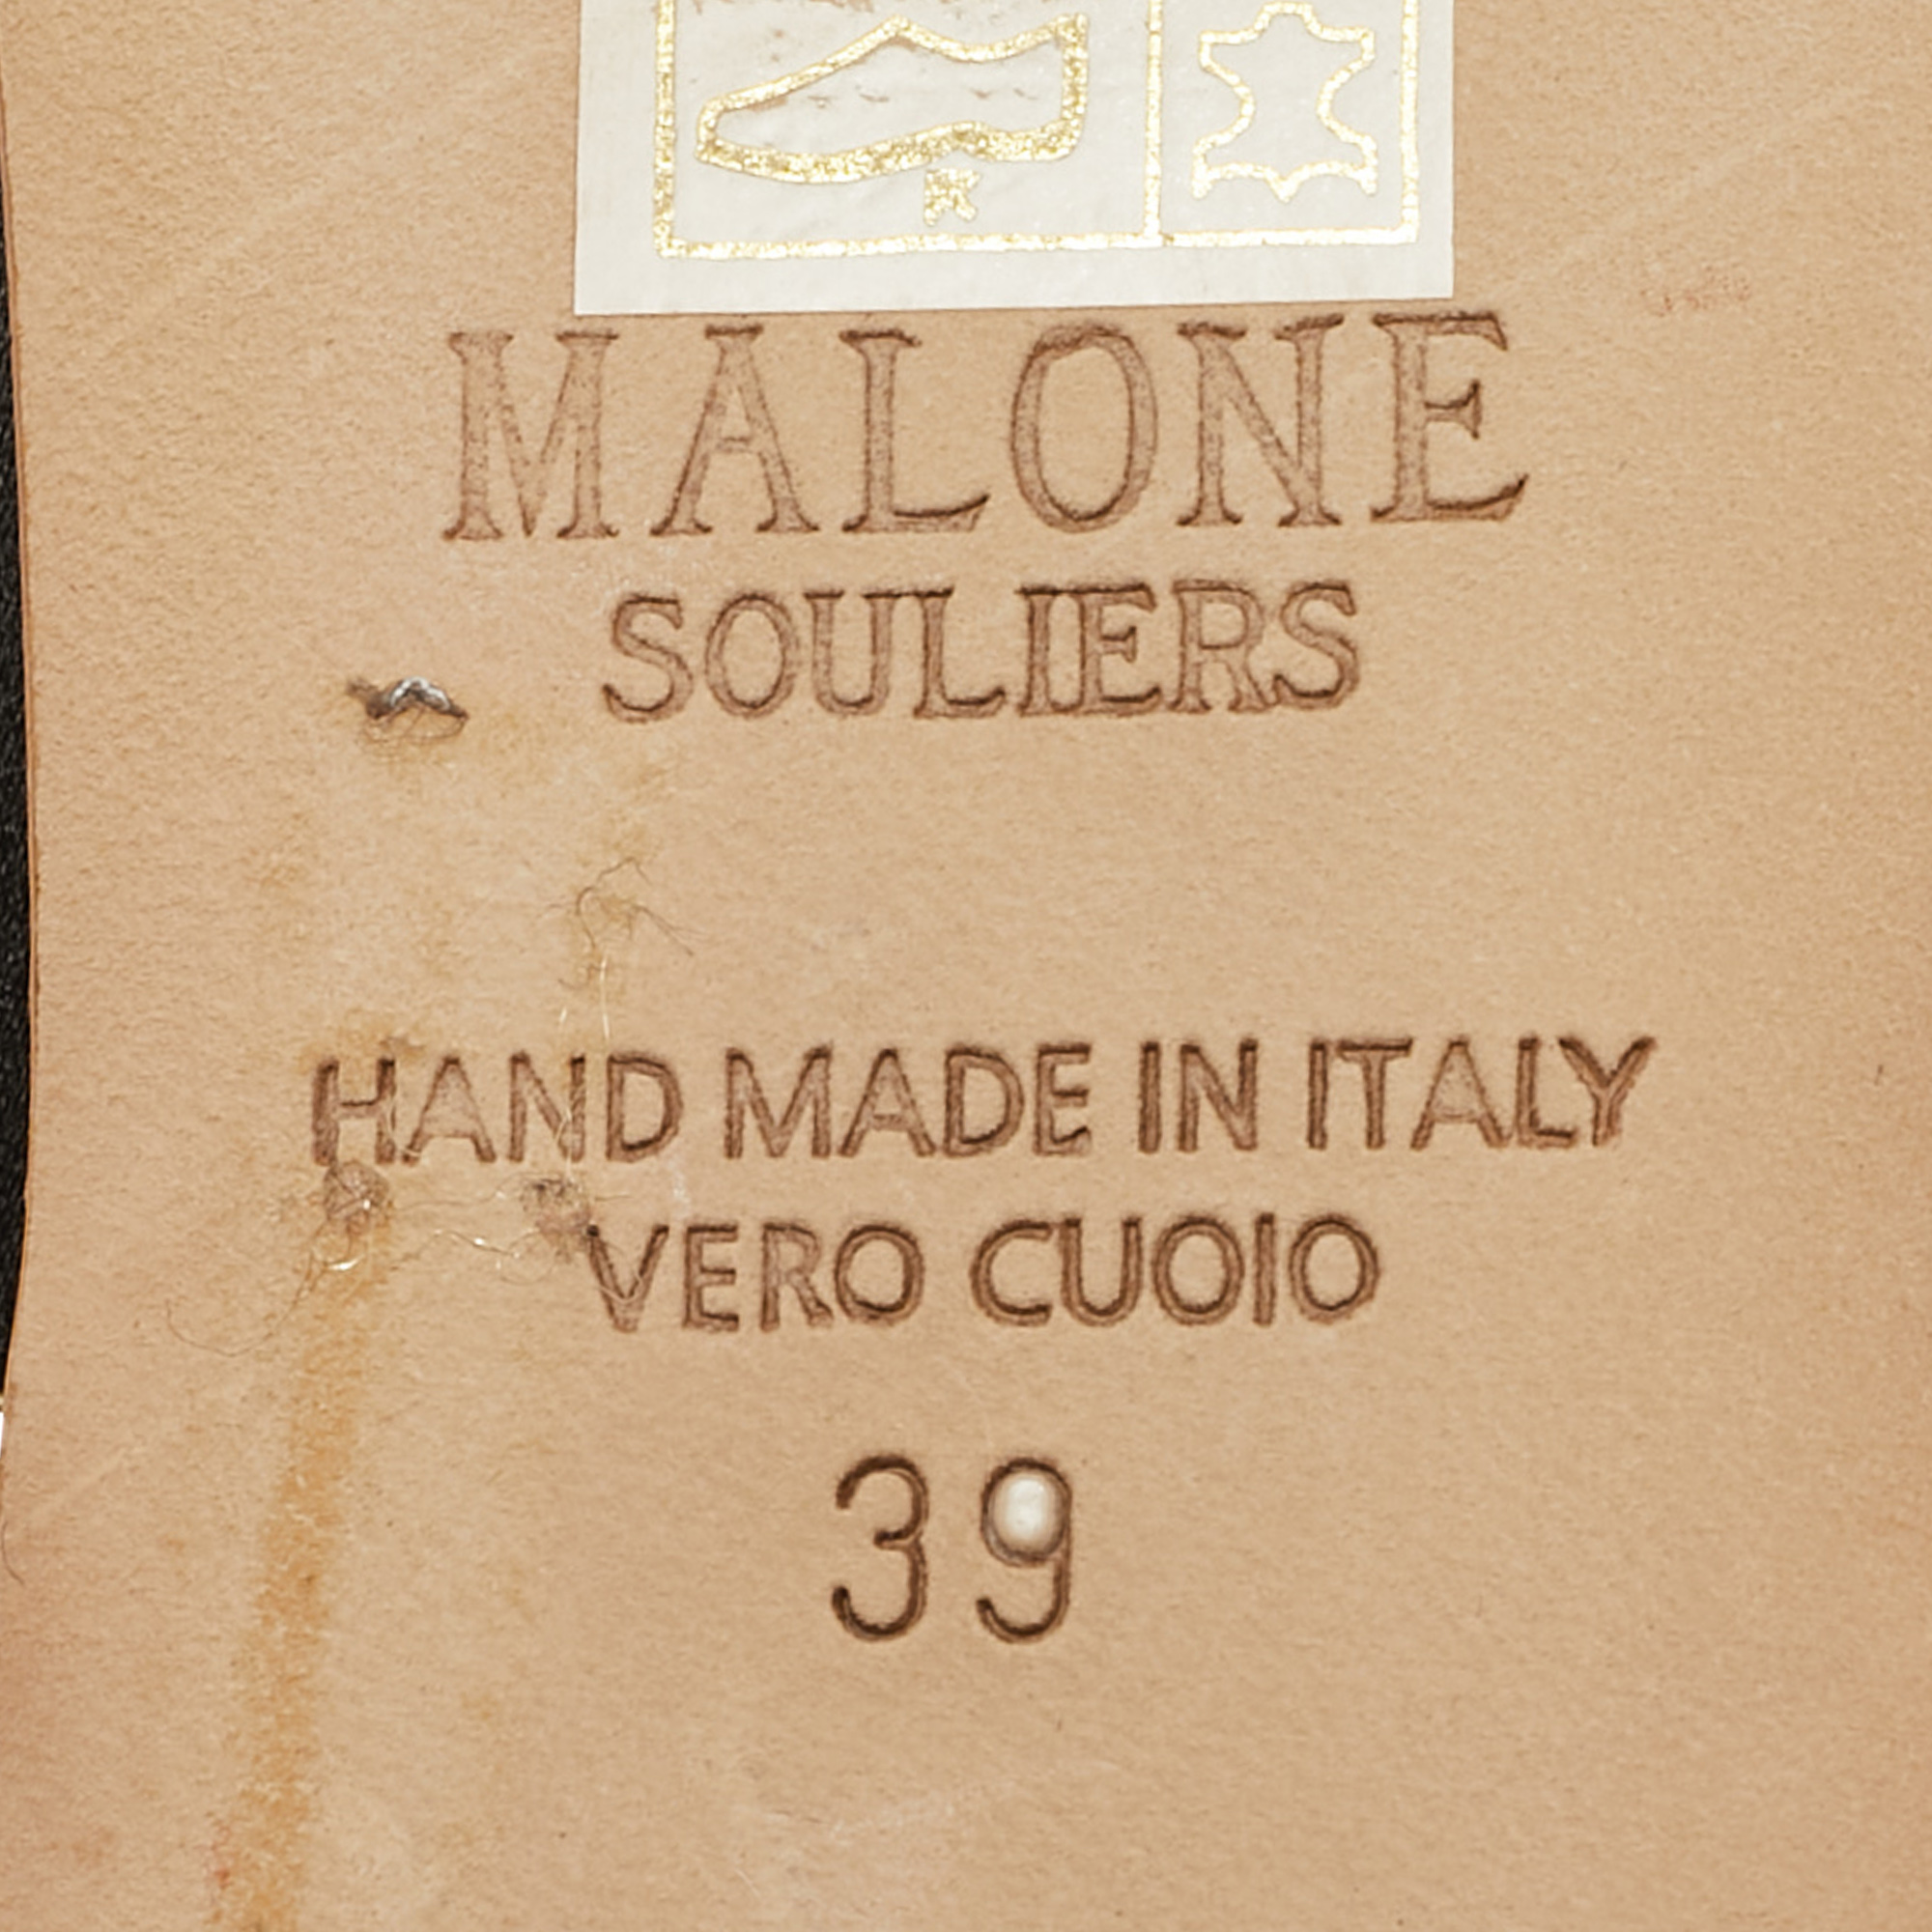 MALONE
SOULIERS
HAND MADE IN ITALY
VERO CUOIO
39